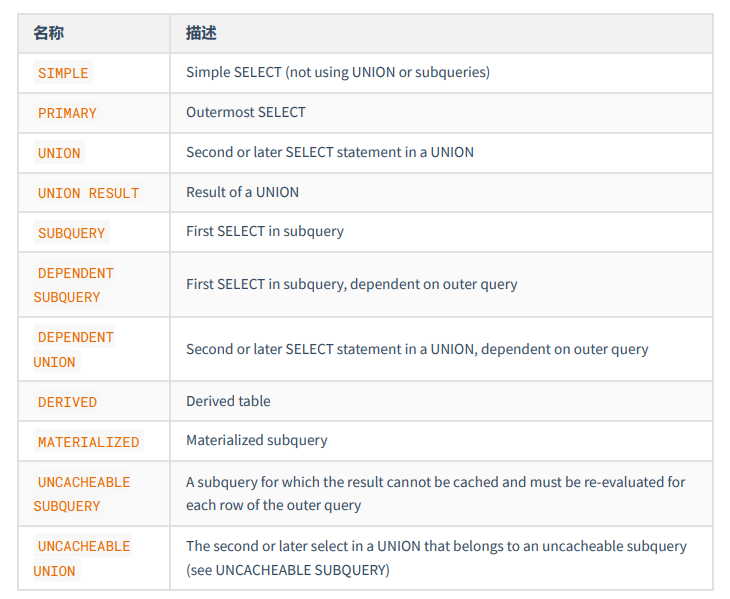 名称 描述
SIMPLE Simple SELECT (not using UNION or subqueries)
PRIMARY Outermost SELECT
UNION Second or later SELECT statement in a UNION
UNION RESULT Result of a UNION
SUBQUERY First SELECT in subquery
DEPENDENT
SUBQUERY
First SELECT in subquery, dependent on outer query
DEPENDENT
UNION
Second or later SELECT statement in a UNION, dependent on outer query
DERIVED Derived table
MATERIALIZED Materialized subquery
UNCACHEABLE
SUBQUERY
A subquery for which the result cannot be cached and must be re-evaluated for
each row of the outer query
UNCACHEABLE
UNION
The second or later select in a UNION that belongs to an uncacheable subquery
(see UNCACHEABLE SUBQUERY)